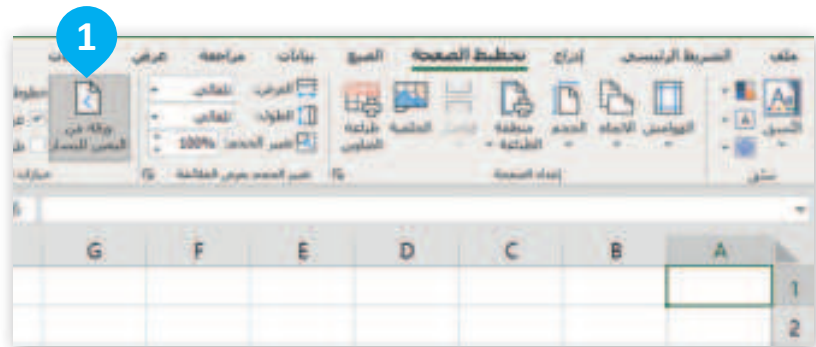 1
ملف الشريط الرئيسي إدراج تخطيط الصفحة الصيغ بيانات مراجعة عرض
النسق
الهوامش الاتجاه الحجم منطقة الطباعة الخلفية طباعة العناوين
العرض: تلقائي
الطول: تلقائي
تغيير الحجم: 100%
ورقة من اليمين لليسار
نسق إعداد الصفحة تغيير الحجم بغرض الملاءمة
A B C D E F G
1
2